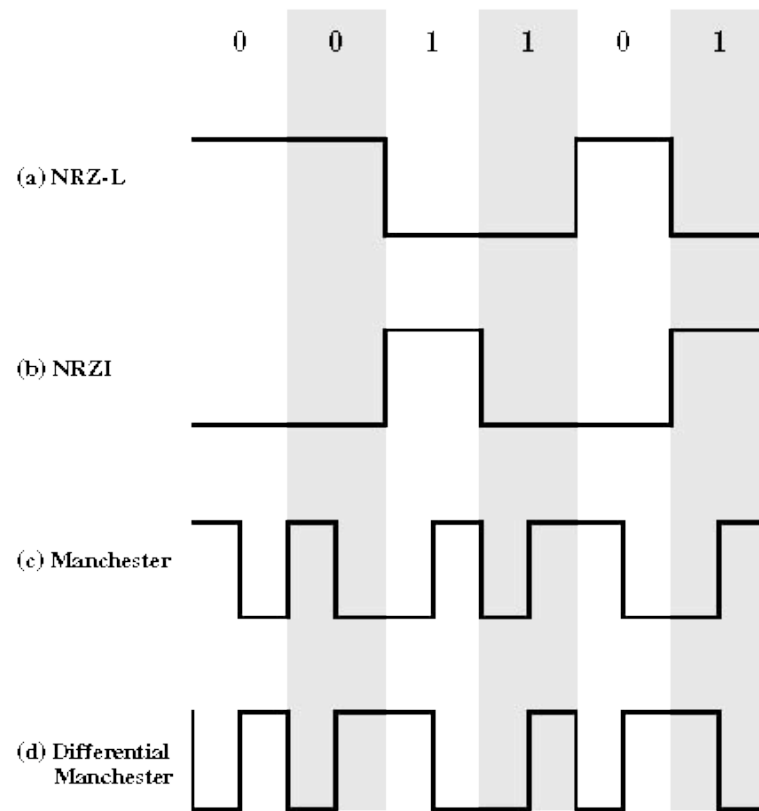 0 0 1 1 0 1
(a) NRZ-L
(b) NRZI
(c) Manchester
(d) Differential
Manchester